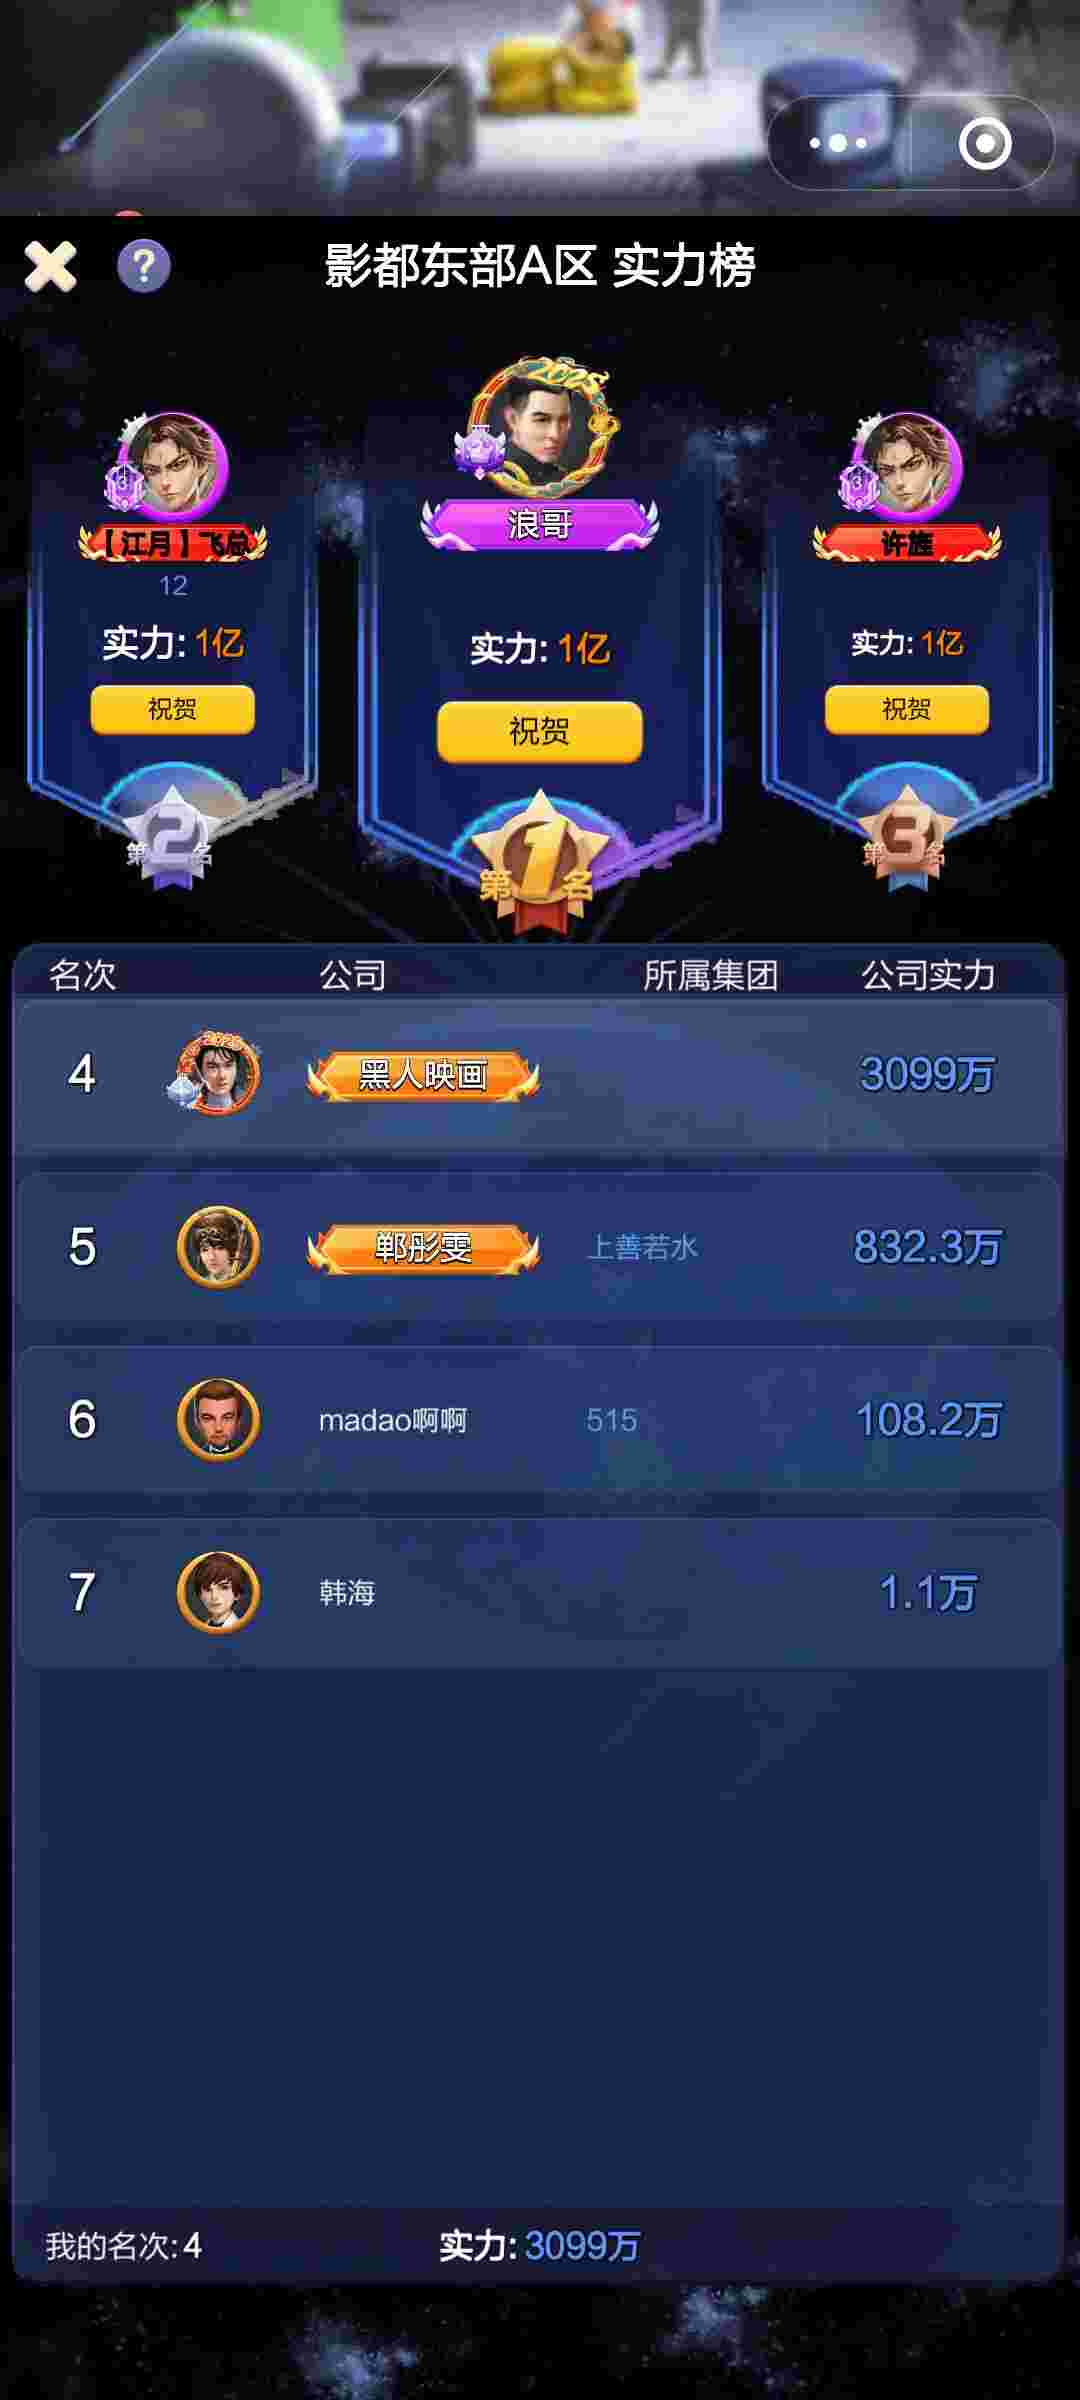 影都东部A区 实力榜
浪哥
【江月】飞总
许旌
12
实力: 1亿
实力: 1亿
实力: 1亿
祝贺
祝贺
祝贺
第2名
第1名
第3名
名次 公司 所属集团 公司实力
4 黑人映画 3099万
5 郸彤雯 上善若水 832.3万
6 madao啊啊 515 108.2万
7 韩海 1.1万
我的名次: 4 实力: 3099万